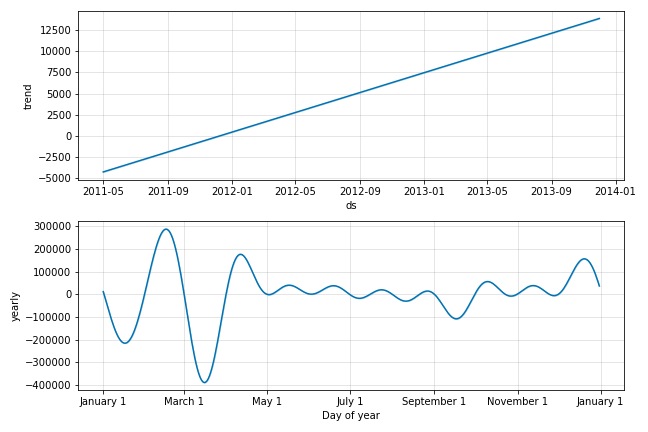 12500
10000
7500
5000
2500
0
−2500
−5000
trend
2011-05 2011-09 2012-01 2012-05 2012-09 2013-01 2013-05 2013-09 2014-01
ds
300000
200000
100000
0
−100000
−200000
−300000
−400000
yearly
January 1 March 1 May 1 July 1 September 1 November 1 January 1
Day of year